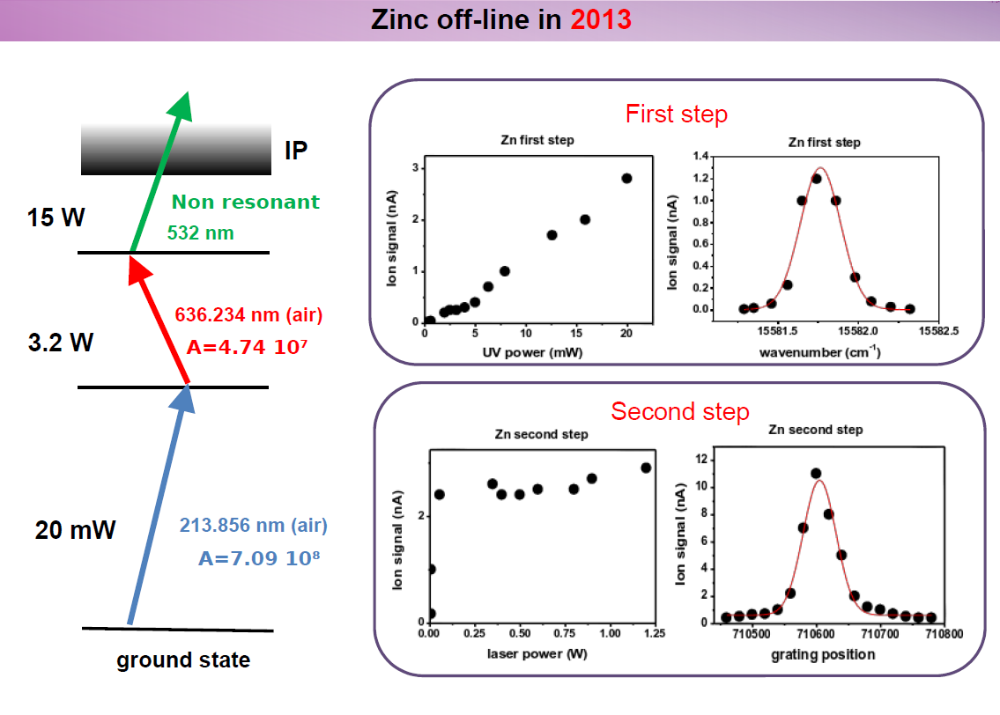 Zinc off-line in 2013
IP
15 W
Non resonant
532 nm
3.2 W
636.234 nm (air)
A=4.74 10⁷
20 mW
213.856 nm (air)
A=7.09 10⁸
ground state
First step
Zn first step
Ion signal (nA)
3
2
1
0
0 5 10 15 20
UV power (mW)
Zn first step
Ion signal (nA)
1.4
1.2
1.0
0.8
0.6
0.4
0.2
0.0
15581.5 15582.0 15582.5
wavenumber (cm⁻¹)
Second step
Zn second step
Ion signal (nA)
2
0
0.00 0.25 0.50 0.75 1.00 1.25
laser power (W)
Zn second step
Ion signal (nA)
12
10
8
6
4
2
0
710500 710600 710700 710800
grating position